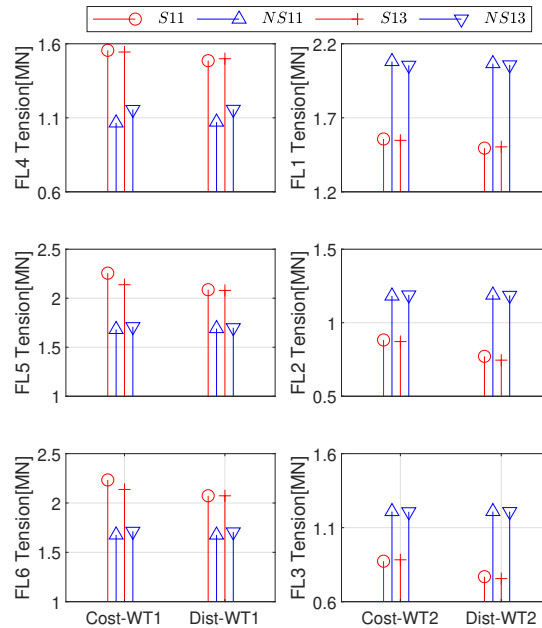 S11 NS11 S13 NS13
FL4 Tension[MN]
1.6
1.1
0.6
FL1 Tension[MN]
2.2
1.7
1.2
FL5 Tension[MN]
2.5
2
1.5
1
FL2 Tension[MN]
1.5
1
0.5
FL6 Tension[MN]
2.5
2
1.5
1
Cost-WT1 Dist-WT1
FL3 Tension[MN]
1.6
1.1
0.6
Cost-WT2 Dist-WT2